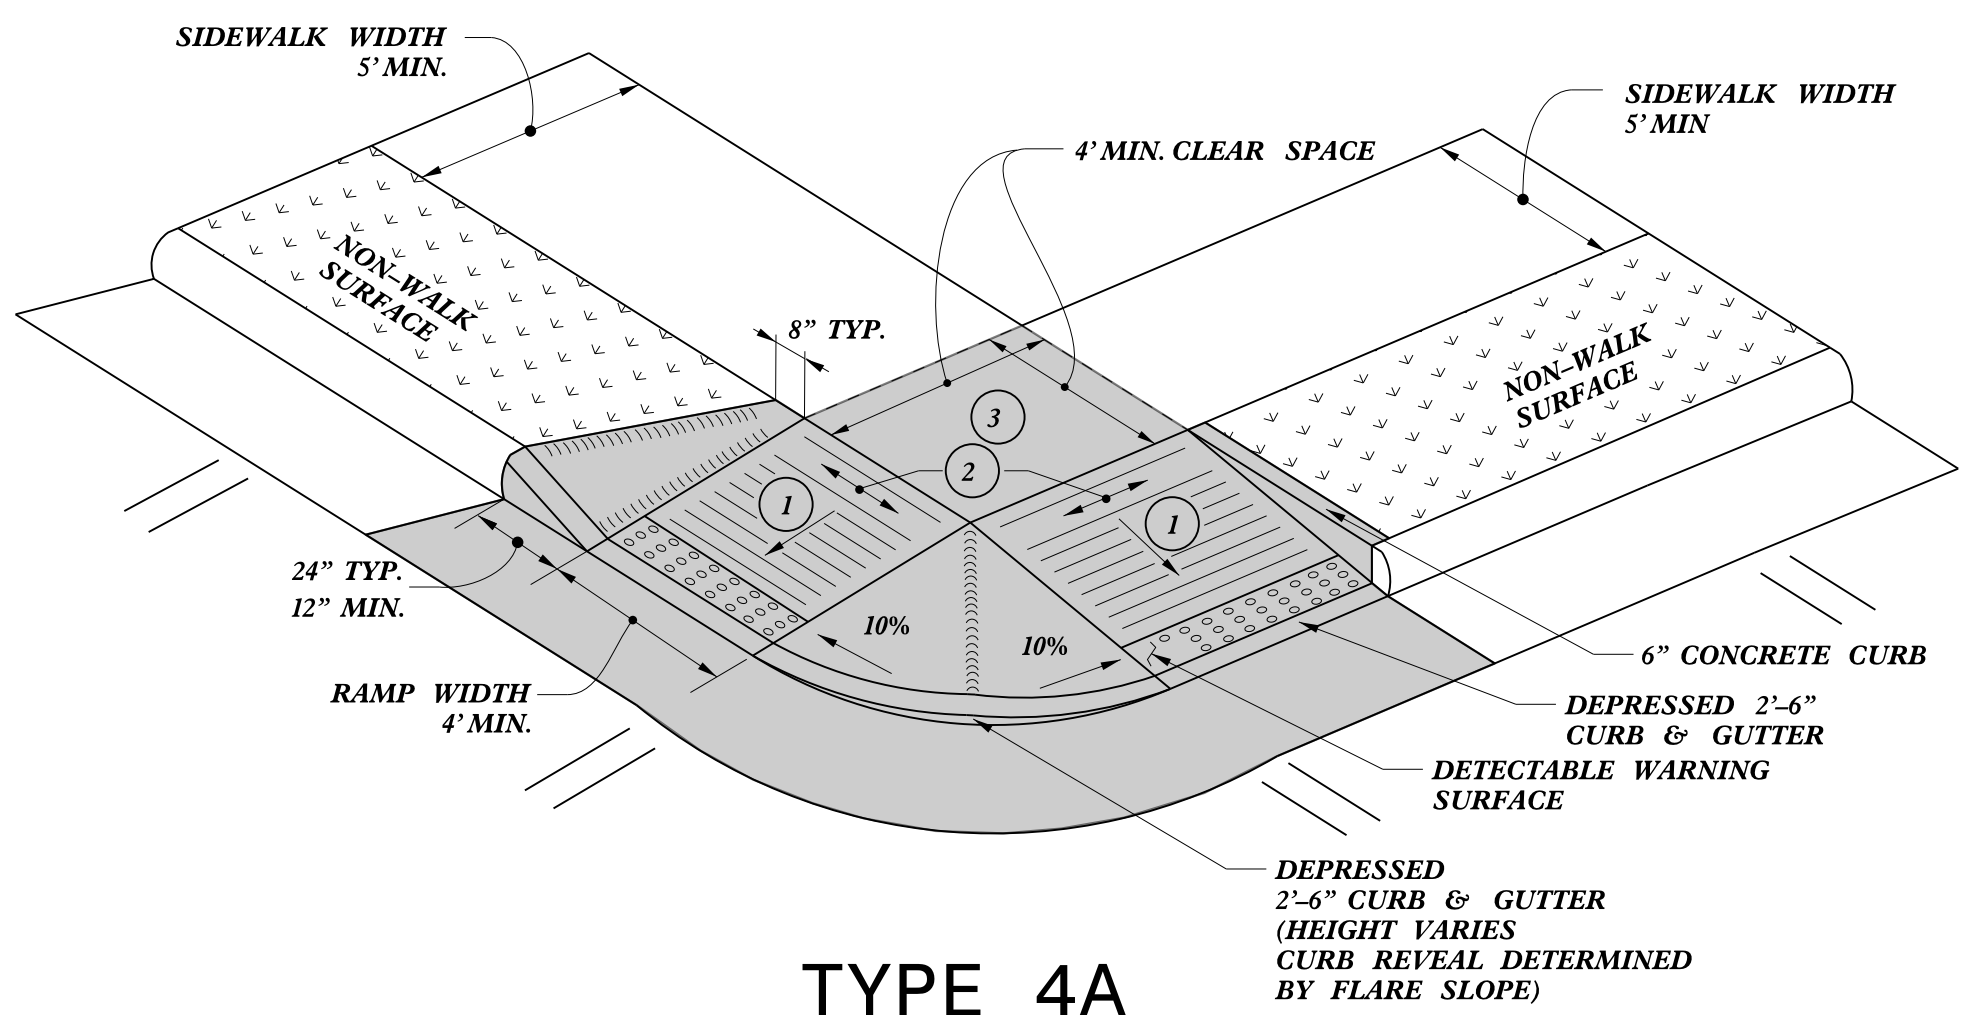 SIDEWALK WIDTH
5' MIN.
SIDEWALK WIDTH
5' MIN
4' MIN. CLEAR SPACE
NON–WALK
SURFACE
8” TYP.
NON–WALK
SURFACE
3
2
1
1
24” TYP.
12” MIN.
10%
10%
6” CONCRETE CURB
RAMP WIDTH
4' MIN.
DEPRESSED 2'–6”
CURB & GUTTER
DETECTABLE WARNING
SURFACE
DEPRESSED
2'–6” CURB & GUTTER
(HEIGHT VARIES
CURB REVEAL DETERMINED
BY FLARE SLOPE)
TYPE 4A